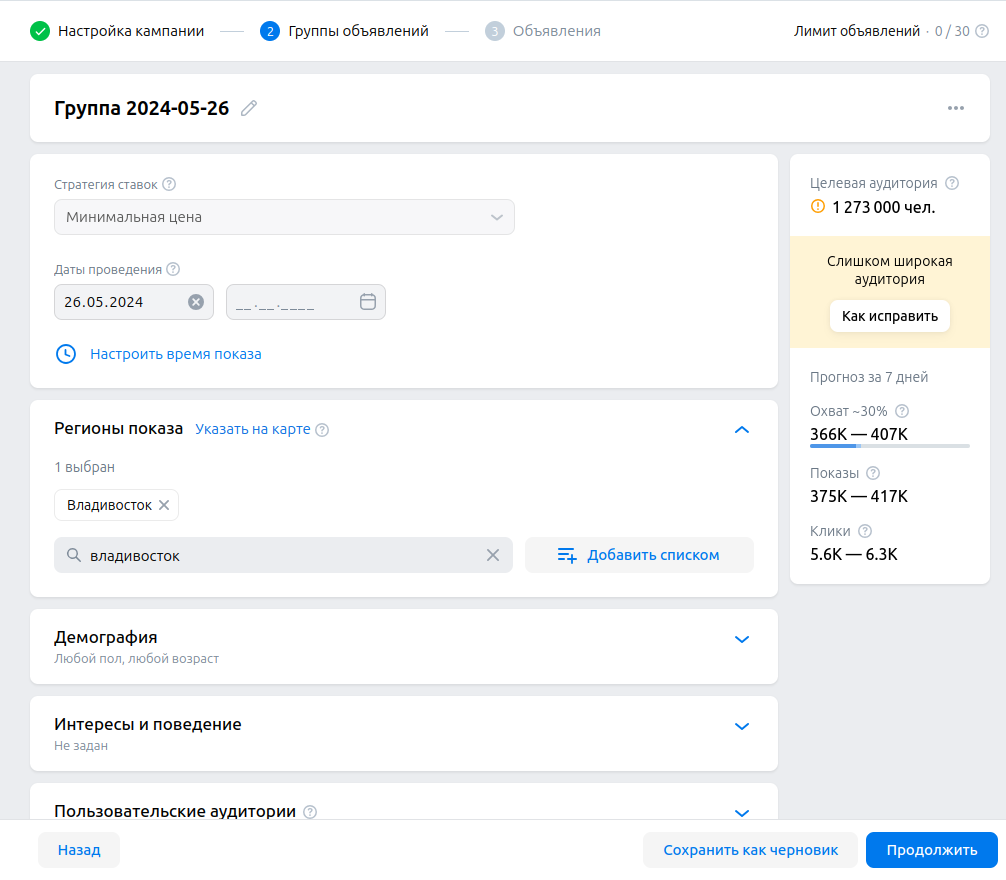 Настройка кампании
2 Группы объявлений
3 Объявления
Лимит объявлений · 0 / 30 ?
Группа 2024-05-26
Стратегия ставок ?
Минимальная цена
Даты проведения ?
26.05.2024
__.__.____
Настроить время показа
Регионы показа Указать на карте ?
1 выбран
Владивосток
владивосток
Добавить списком
Демография
Любой пол, любой возраст
Интересы и поведение
Не задан
Пользовательские аудитории ?
Целевая аудитория ?
1 273 000 чел.
Слишком широкая
аудитория
Как исправить
Прогноз за 7 дней
Охват ~30% ?
366K — 407K
Показы ?
375K — 417K
Клики ?
5.6K — 6.3K
Назад
Сохранить как черновик
Продолжить